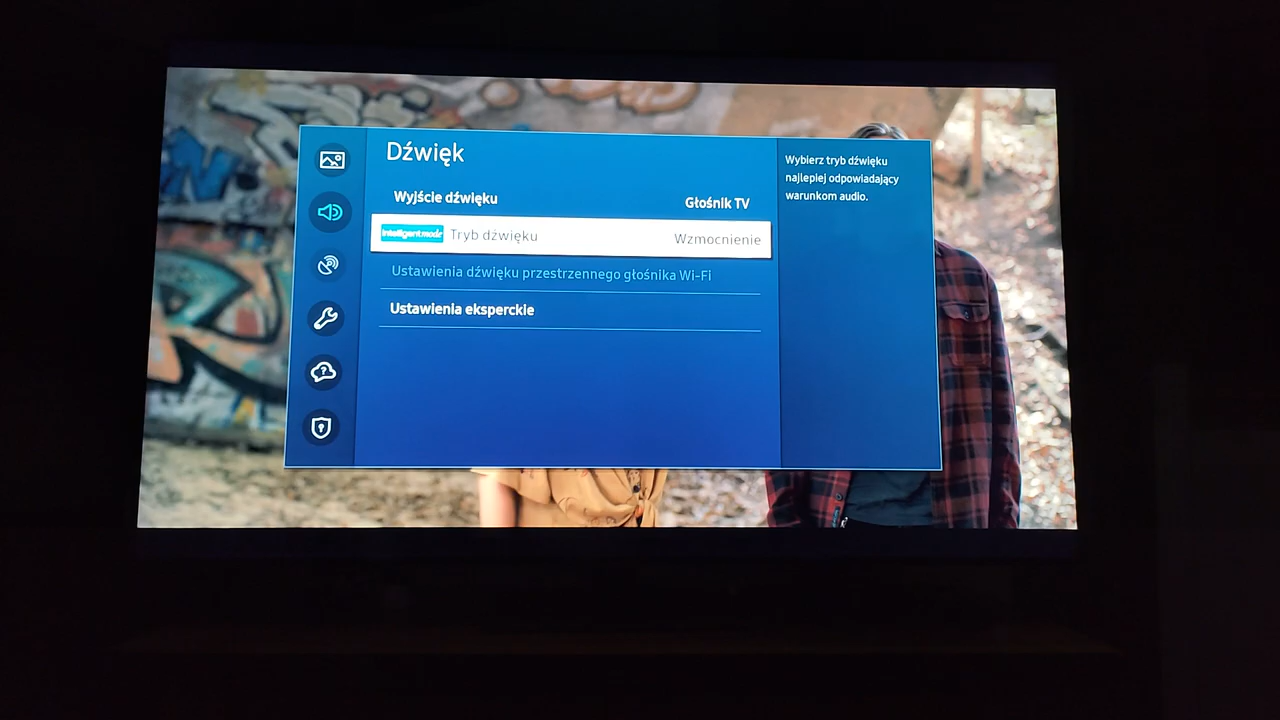 Dźwięk
Wyjście dźwięku Głośnik TV
Intelligent mode Tryb dźwięku Wzmocnienie
Ustawienia dźwięku przestrzennego głośnika Wi-Fi
Ustawienia eksperckie
Wybierz tryb dźwięku
najlepiej odpowiadający
warunkom audio.